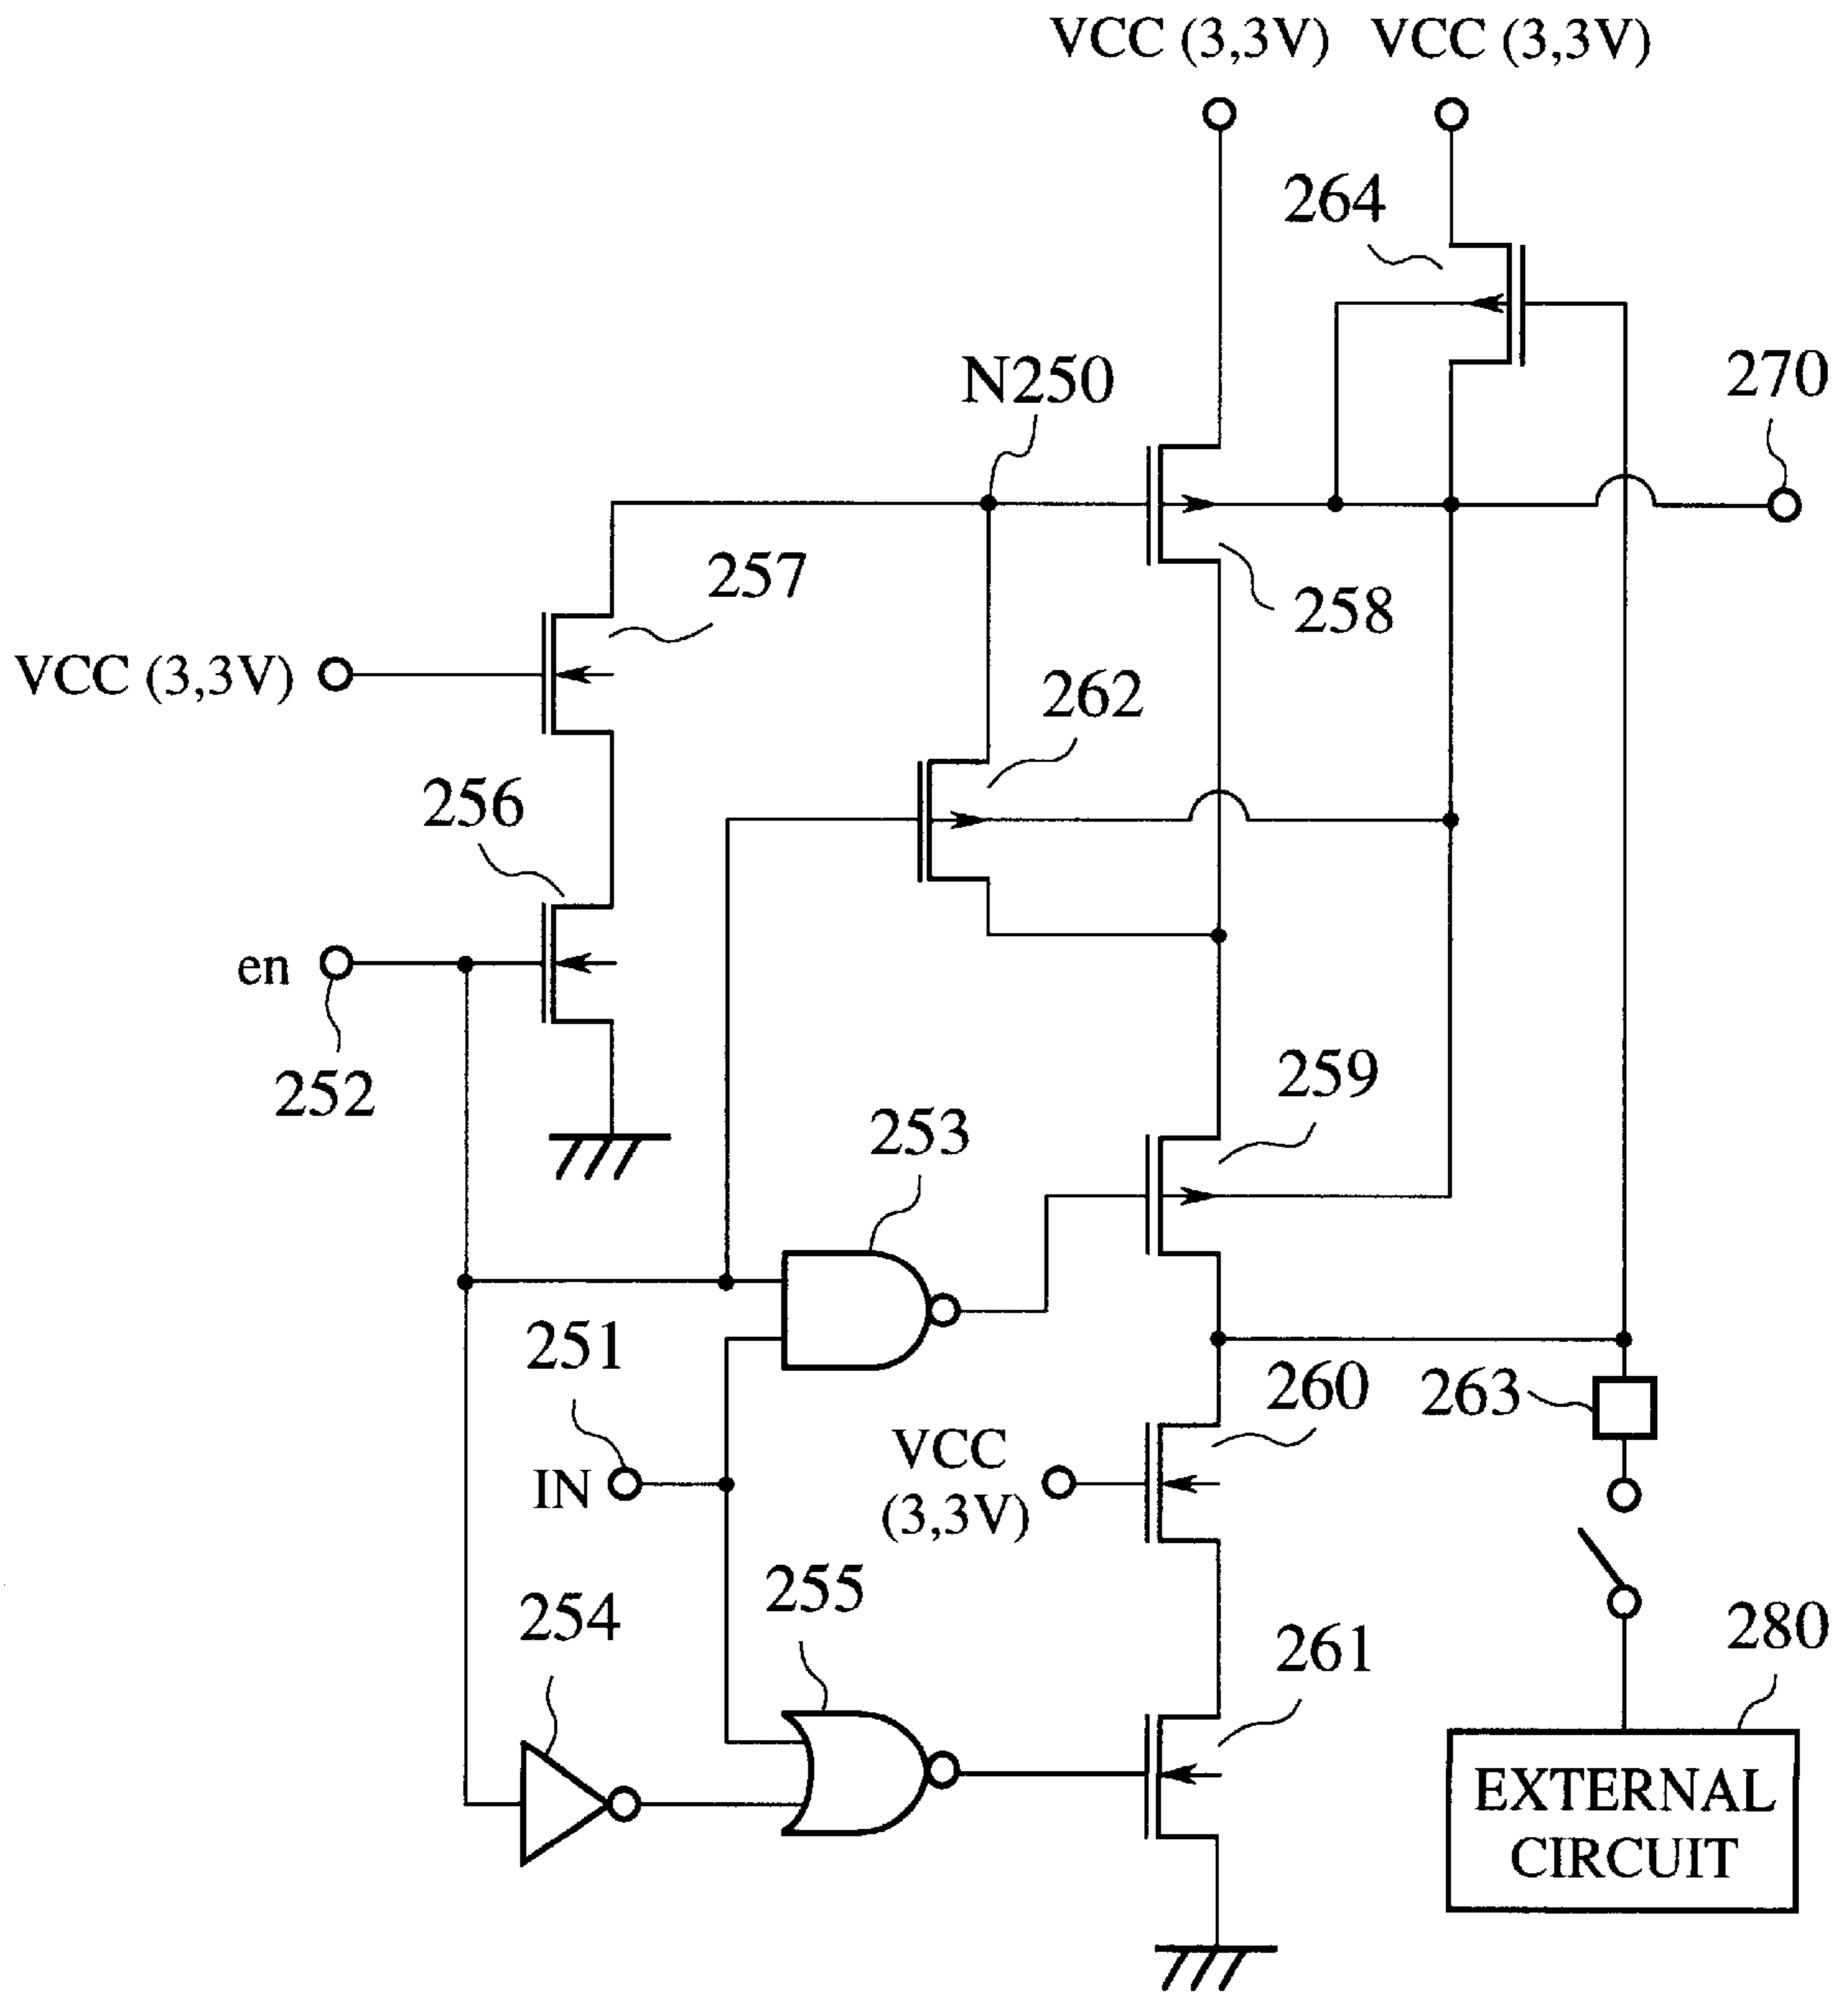 VCC (3,3V) VCC (3,3V)
264
N250
270
257
258
VCC (3,3V)
262
256
en
252
259
253
251
263
260
VCC
(3,3V)
IN
255
254
261
280
EXTERNAL
CIRCUIT